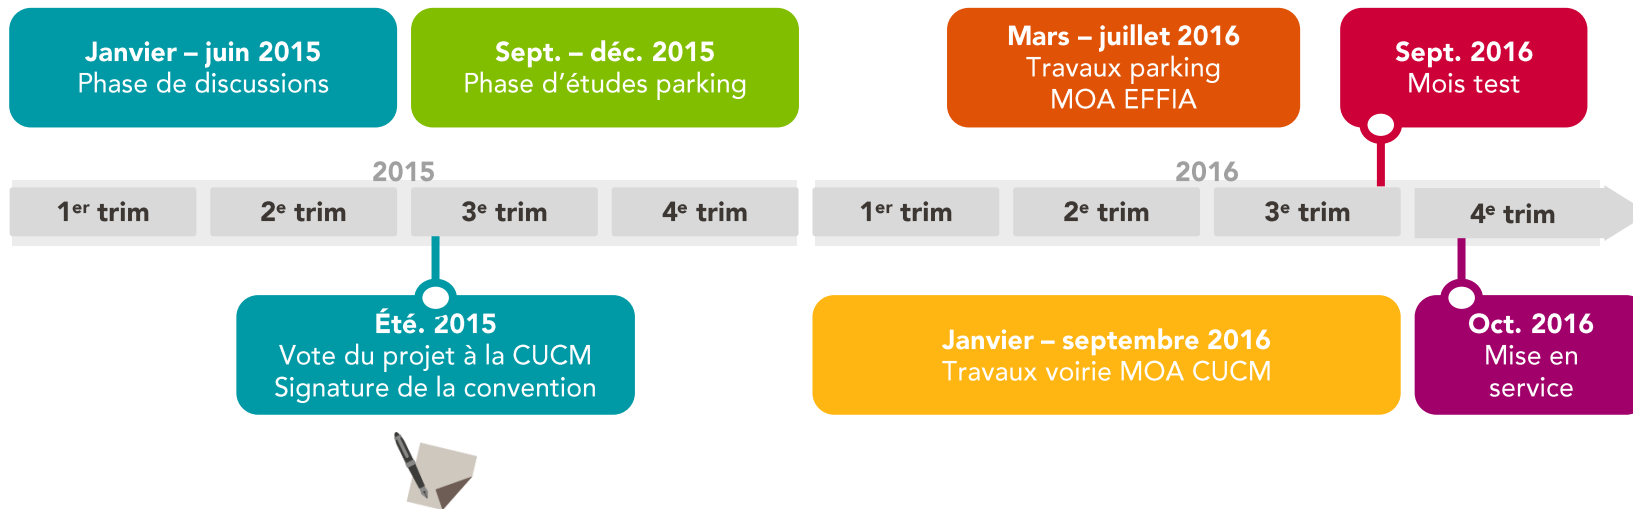 Janvier – juin 2015
Phase de discussions
Sept. – déc. 2015
Phase d’études parking
Mars – juillet 2016
Travaux parking
MOA EFFIA
Sept. 2016
Mois test
2015
2016
1er trim
2e trim
3e trim
4e trim
1er trim
2e trim
3e trim
4e trim
Été. 2015
Vote du projet à la CUCM
Signature de la convention
Janvier – septembre 2016
Travaux voirie MOA CUCM
Oct. 2016
Mise en
service